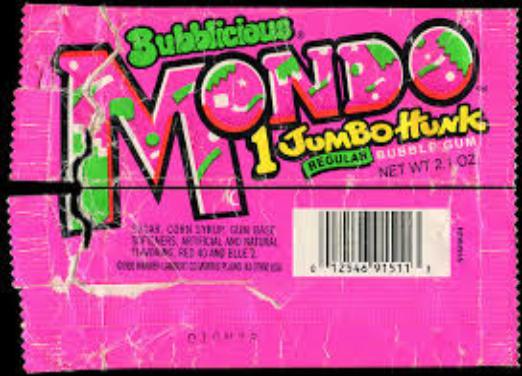 Bubblicious®
MONDO
1 JUMBO HUNK
REGULAR BUBBLE GUM
NET WT 2.1 OZ
SUGAR, CORN SYRUP, GUM BASE,
SOFTENERS, ARTIFICIAL AND NATURAL
FLAVORING, RED 40 AND BLUE 2.
0 12546 91511